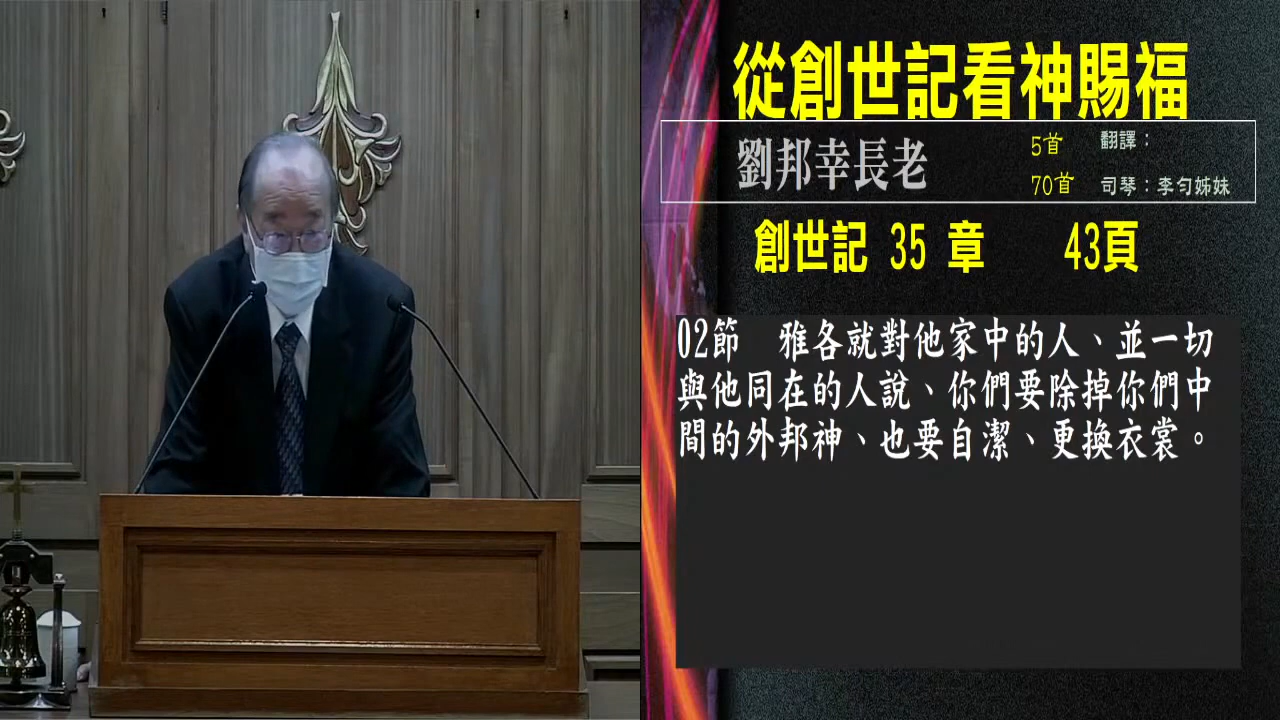 從創世記看神賜福
劉邦幸長老
5首
翻譯：
70首
司琴：李勻姊妹
創世記 35 章 43頁
02節 雅各就對他家中的人、並一切
與他同在的人說、你們要除掉你們中
間的外邦神、也要自潔、更換衣裳。